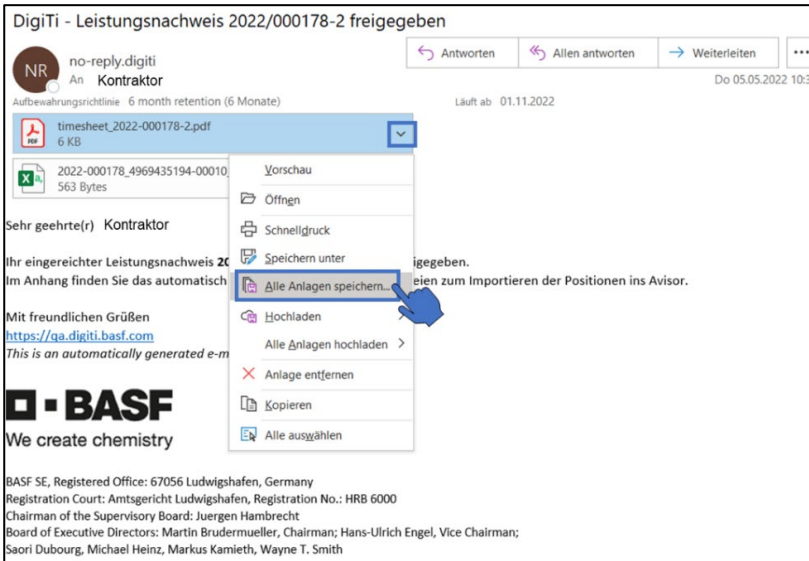 DigiTi - Leistungsnachweis 2022/000178-2 freigegeben
NR
no-reply.digiti
An Kontraktor
Antworten
Allen antworten
Weiterleiten
Do 05.05.2022 10:3
Aufbewahrungsrichtlinie 6 month retention (6 Monate)
Läuft ab 01.11.2022
PDF
timesheet_2022-000178-2.pdf
6 KB
2022-000178_4969435194-00010_
563 Bytes
Vorschau
Öffnen
Schnelldruck
Speichern unter
Alle Anlagen speichern...
Hochladen
Alle Anlagen hochladen
Anlage entfernen
Kopieren
Alle auswählen
Sehr geehrte(r) Kontraktor
Ihr eingereichter Leistungsnachweis 20 igegeben.
Im Anhang finden Sie das automatisch eien zum Importieren der Positionen ins Avisor.
Mit freundlichen Grüßen
https://qa.digiti.basf.com
This is an automatically generated e-m
BASF
We create chemistry
BASF SE, Registered Office: 67056 Ludwigshafen, Germany
Registration Court: Amtsgericht Ludwigshafen, Registration No.: HRB 6000
Chairman of the Supervisory Board: Juergen Hambrecht
Board of Executive Directors: Martin Brudermueller, Chairman; Hans-Ulrich Engel, Vice Chairman;
Saori Dubourg, Michael Heinz, Markus Kamieth, Wayne T. Smith